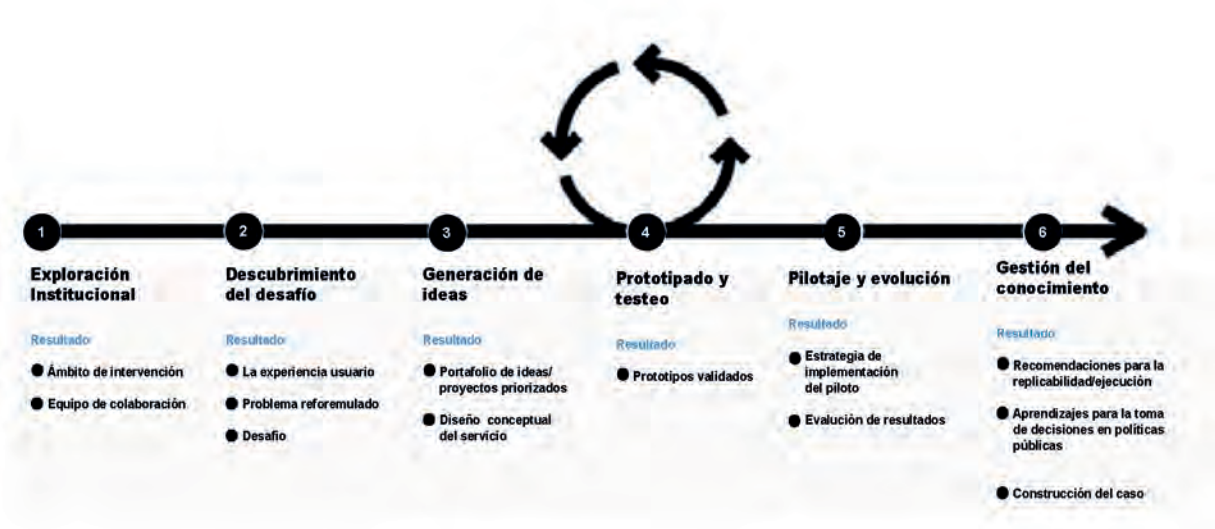 1
Exploración
Institucional
Resultado
Ámbito de intervención
Equipo de colaboración
2
Descubrimiento
del desafío
Resultado
La experiencia usuario
Problema reforemulado
Desafio
3
Generación de
ideas
Resultado
Portafolio de ideas/
proyectos priorizados
Diseño conceptual
del servicio
4
Prototipado y
testeo
Resultado
Prototipos validados
5
Pilotaje y evolución
Resultado
Estrategia de
implementación
del piloto
Evalución de resultados
6
Gestión del
conocimiento
Resultado
Recomendaciones para la
replicabilidad/ejecución
Aprendizajes para la toma
de decisiones en políticas
públicas
Construcción del caso